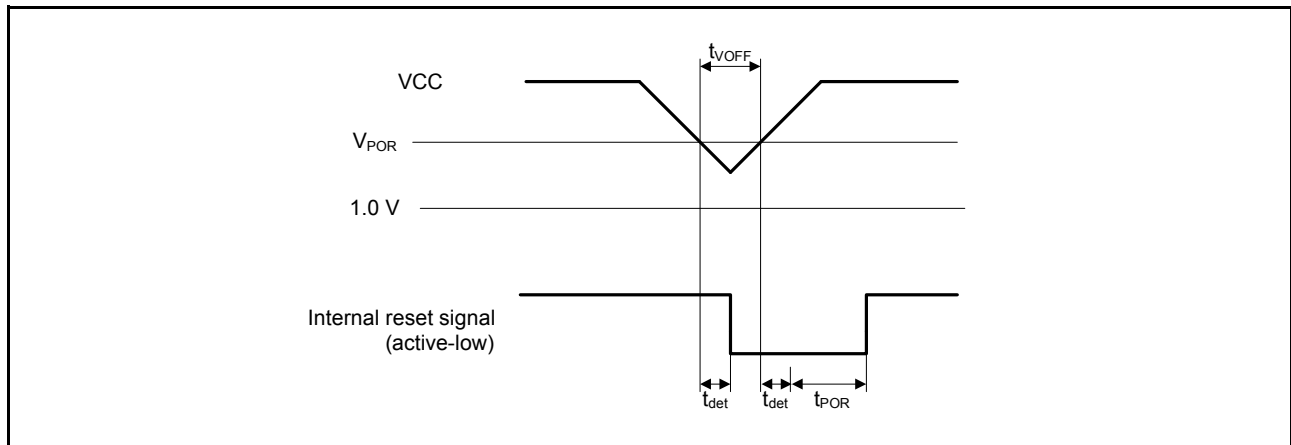 tVOFF
VCC
VPOR
1.0 V
Internal reset signal
(active-low)
tdet
tdet
tPOR